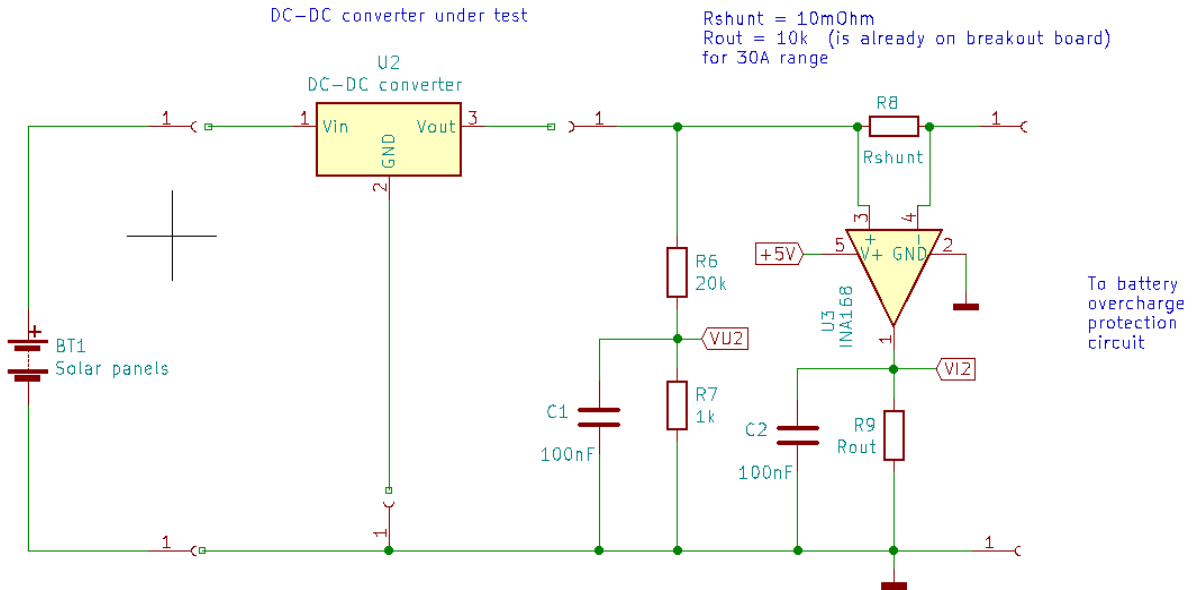 DC-DC converter under test
Rshunt = 10mOhm
Rout = 10k (is already on breakout board)
for 30A range
U2
DC-DC converter
1
1
Vin
GND
Vout
3
2
1
R8
Rshunt
1
3
4
+
-
+5V
5
V+
GND
2
U3
INA168
1
R6
20k
VU2
To battery
overcharge
protection
circuit
+
BT1
Solar panels
C1
100nF
R7
1k
VI2
C2
100nF
R9
Rout
1
1
1